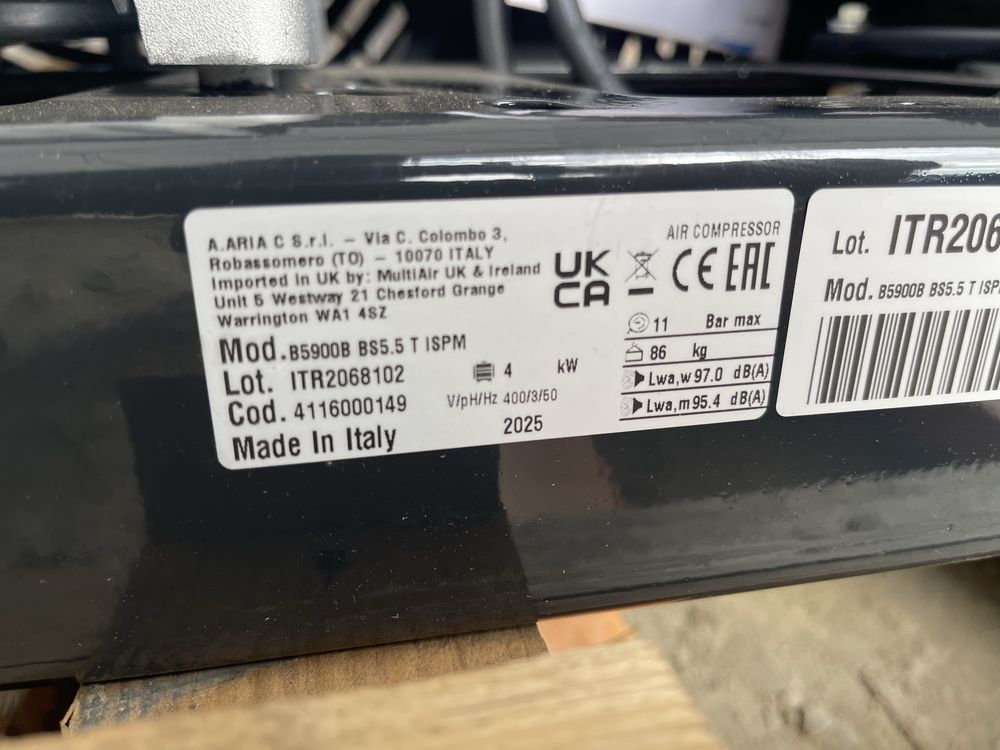 A.ARIA C S.r.l. – Via C. Colombo 3,
Robassomero (TO) – 10070 ITALY
Imported in UK by: MultiAir UK & Ireland
Unit 5 Westway 21 Chesford Grange
Warrington WA1 4SZ
Mod. B5900B BS5.5 T ISPM
Lot. ITR2068102
Cod. 4116000149
Made In Italy
4 kW
V/pH/Hz 400/3/50
2025
UK
CA
AIR COMPRESSOR
CE EAC
11 Bar max
86 kg
Lwa,w 97.0 dB(A)
Lwa,m 95.4 dB(A)
Lot. ITR206
Mod. B5900B BS5.5 T ISP